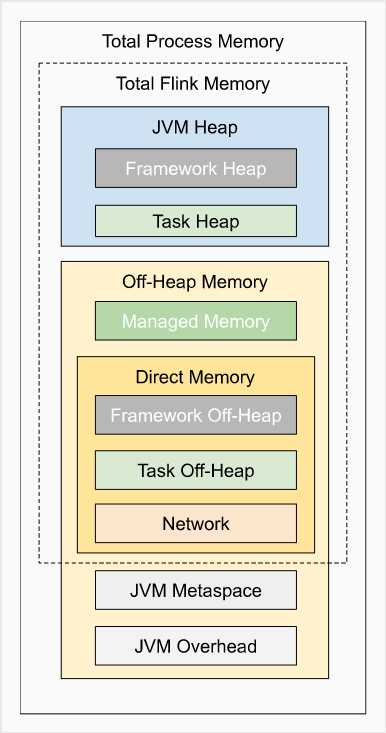 Total Process Memory
Total Flink Memory
JVM Heap
Framework Heap
Task Heap
Off-Heap Memory
Managed Memory
Direct Memory
Framework Off-Heap
Task Off-Heap
Network
JVM Metaspace
JVM Overhead